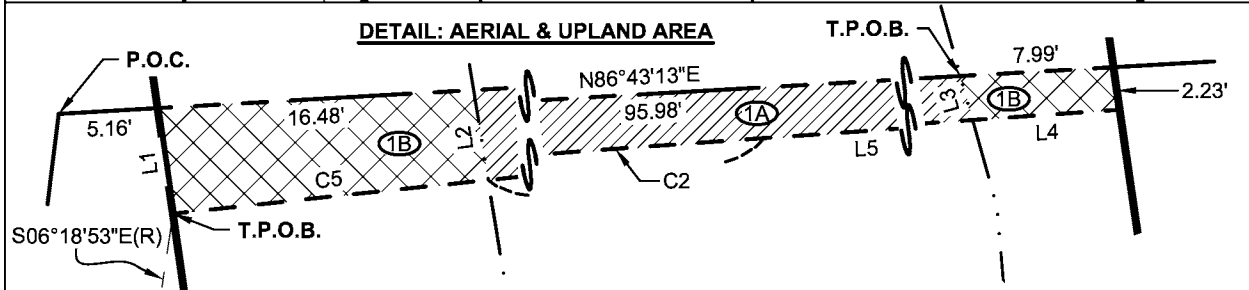 DETAIL: AERIAL & UPLAND AREA
P.O.C.
T.P.O.B.
5.16'
16.48'
N86°43'13"E
95.98'
7.99'
2.23'
L1
1B
L2
1A
L3
1B
C5
C2
L5
L4
T.P.O.B.
S06°18'53"E(R)